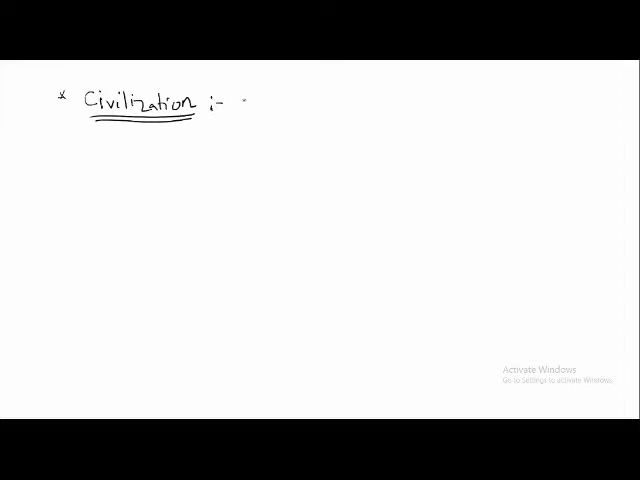 * Civilization :-
Activate Windows
Go to Settings to activate Windows.